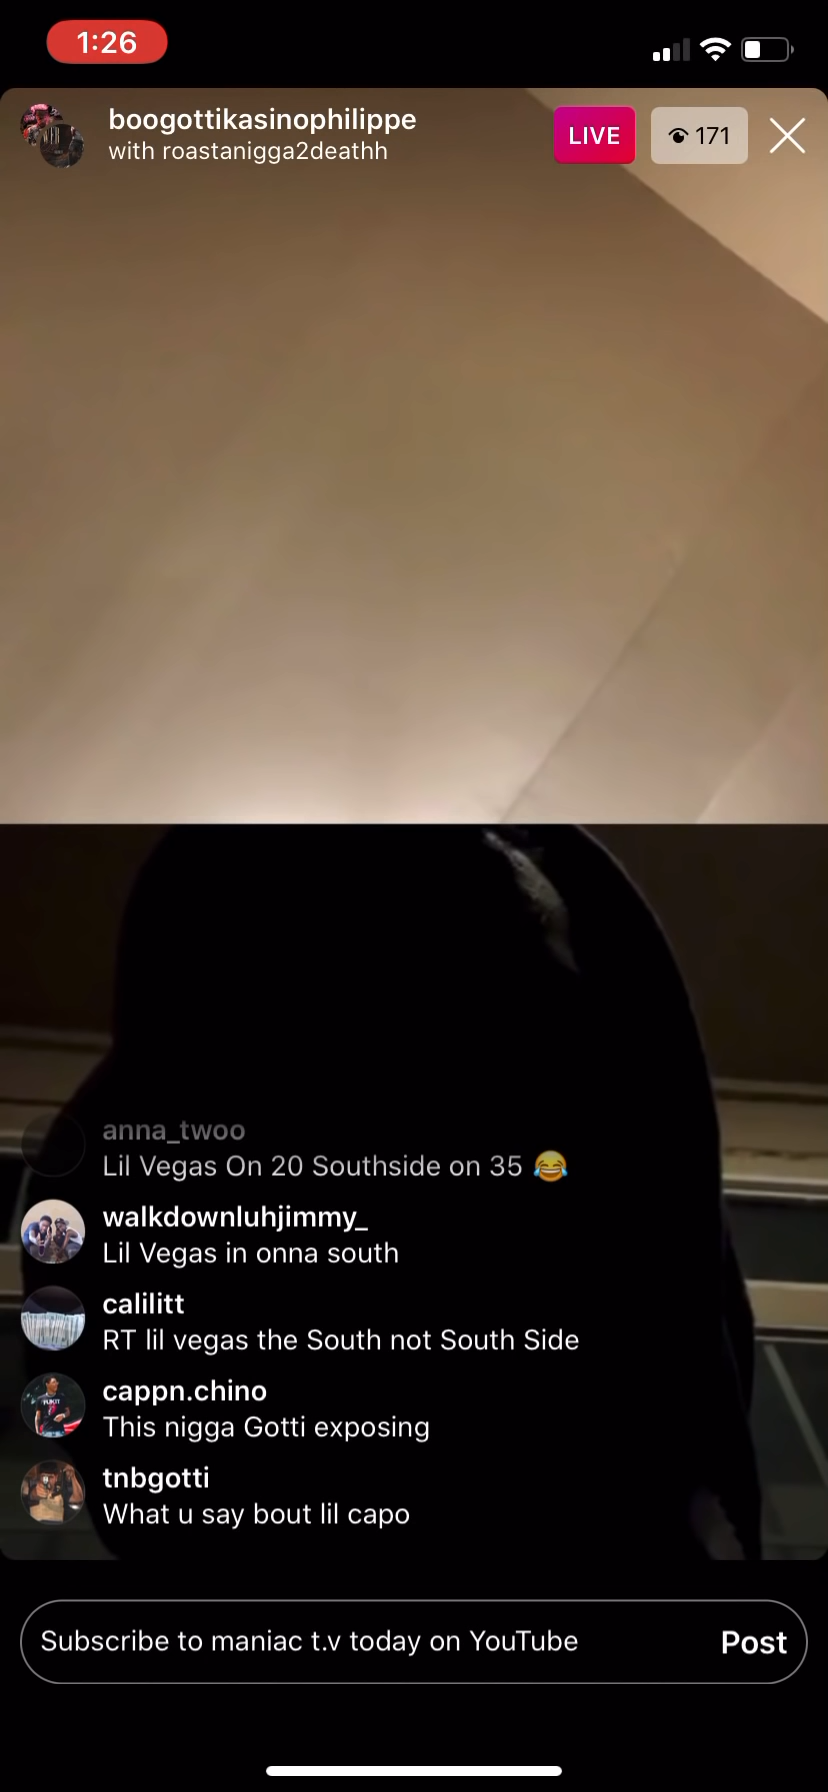 1:26
boogottikasinophilippe
with roastanigga2deathh
LIVE
171
anna_twoo
Lil Vegas On 20 Southside on 35 😂
walkdownluhjimmy_
Lil Vegas in onna south
calilitt
RT lil vegas the South not South Side
cappn.chino
This nigga Gotti exposing
tnbgotti
What u say bout lil capo
Subscribe to maniac t.v today on YouTube
Post